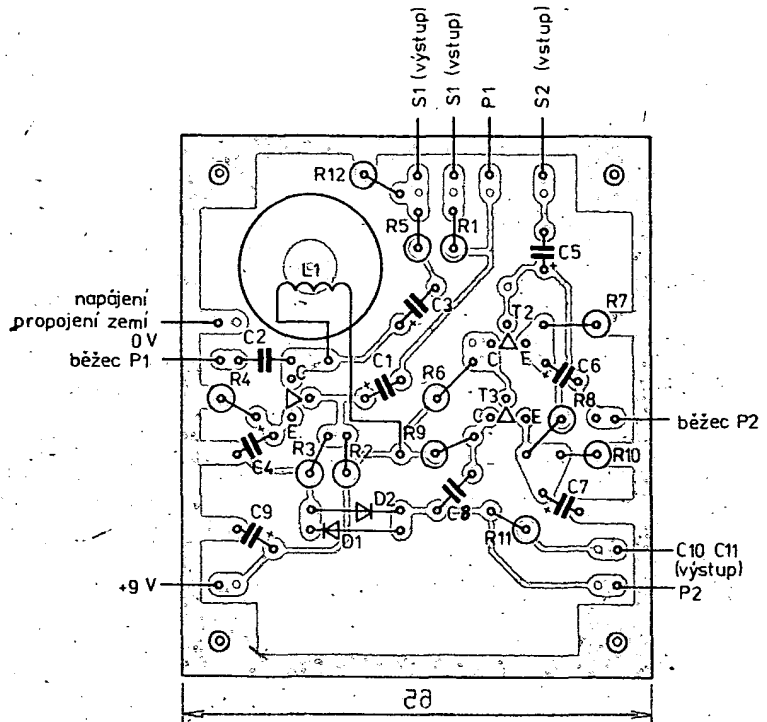 S1 (výstup)
S1 (vstup)
P1
S2 (vstup)
R12
R5
R1
C5
L1
C3
T2
R7
napájení
propojení zemí
0 V
C2
běžec P1
C
C1
C
E
C6
R4
R6
T3
R8
E
C
E
běžec P2
R3
R2
R9
R10
C4
D2
C9
C8
C7
D1
R11
C10 C11
(výstup)
+9 V
P2
65